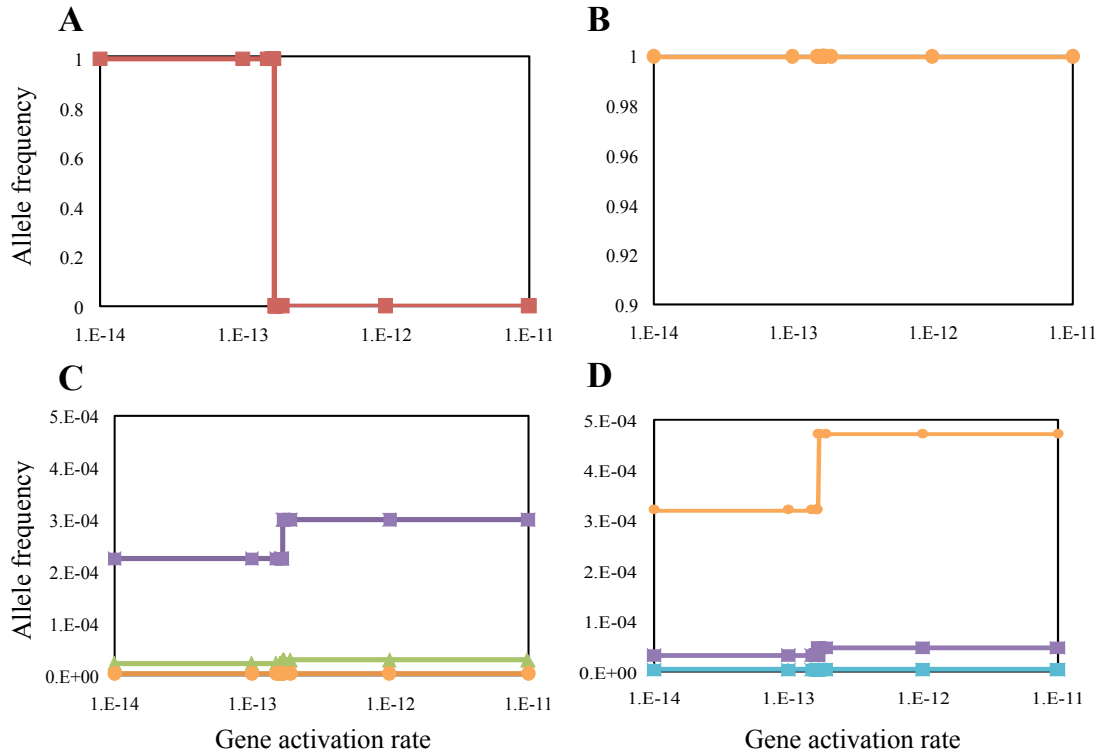 A
B
Allele frequency
1
0.8
0.6
0.4
0.2
0
1.E-14
1.E-13
1.E-12
1.E-11
1
0.98
0.96
0.94
0.92
0.9
1.E-14
1.E-13
1.E-12
1.E-11
C
D
Allele frequency
5.E-04
4.E-04
3.E-04
2.E-04
1.E-04
0.E+00
1.E-14
1.E-13
1.E-12
1.E-11
Gene activation rate
5.E-04
4.E-04
3.E-04
2.E-04
1.E-04
0.E+00
1.E-14
1.E-13
1.E-12
1.E-11
Gene activation rate